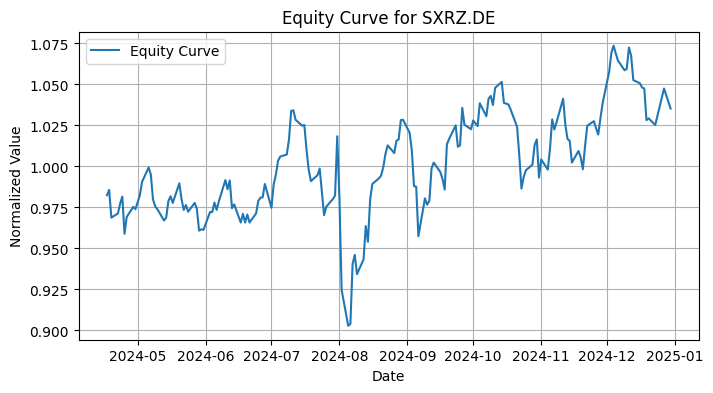 Equity Curve for SXRZ.DE
Equity Curve
Normalized Value
1.075
1.050
1.025
1.000
0.975
0.950
0.925
0.900
2024-05 2024-06 2024-07 2024-08 2024-09 2024-10 2024-11 2024-12 2025-01
Date